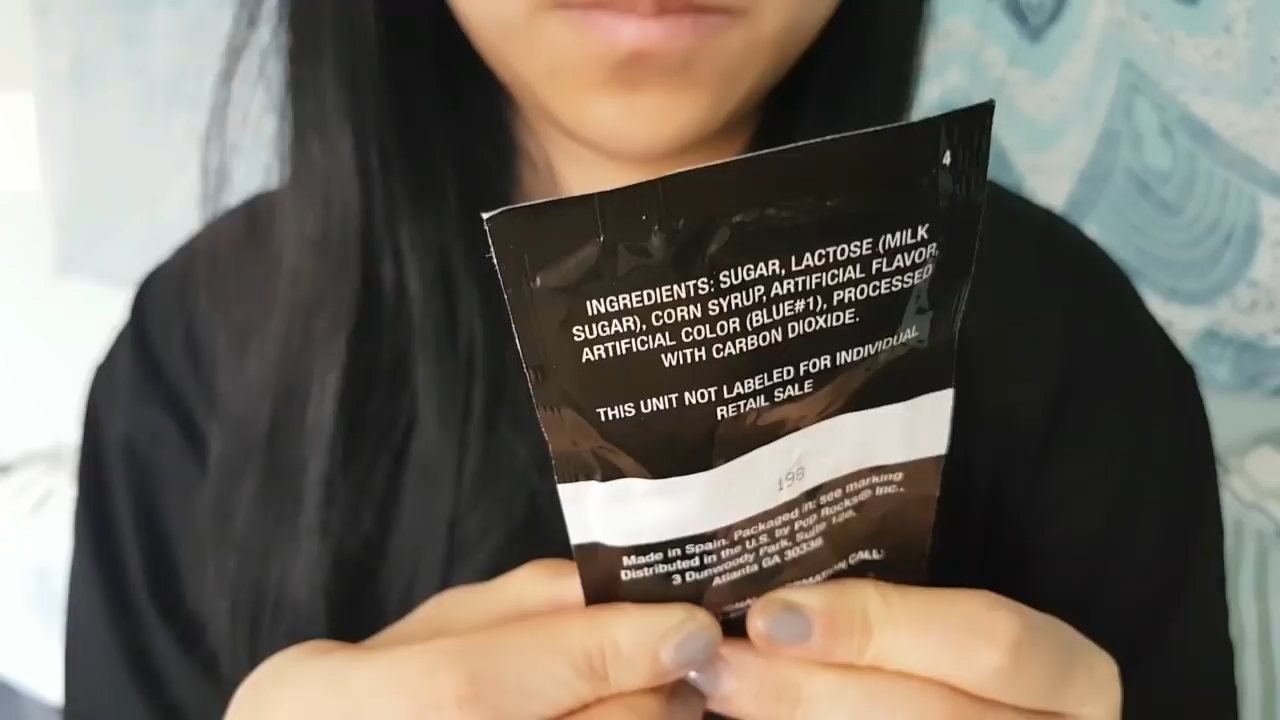 4
INGREDIENTS: SUGAR, LACTOSE (MILK
SUGAR), CORN SYRUP, ARTIFICIAL FLAVOR,
ARTIFICIAL COLOR (BLUE#1), PROCESSED
WITH CARBON DIOXIDE.
THIS UNIT NOT LABELED FOR INDIVIDUAL
RETAIL SALE
198
Made in Spain. Packaged in: see marking
Distributed in the U.S. by Pop Rocks® Inc.,
3 Dunwoody Park, Suite
Atlanta GA 30338
CALL: